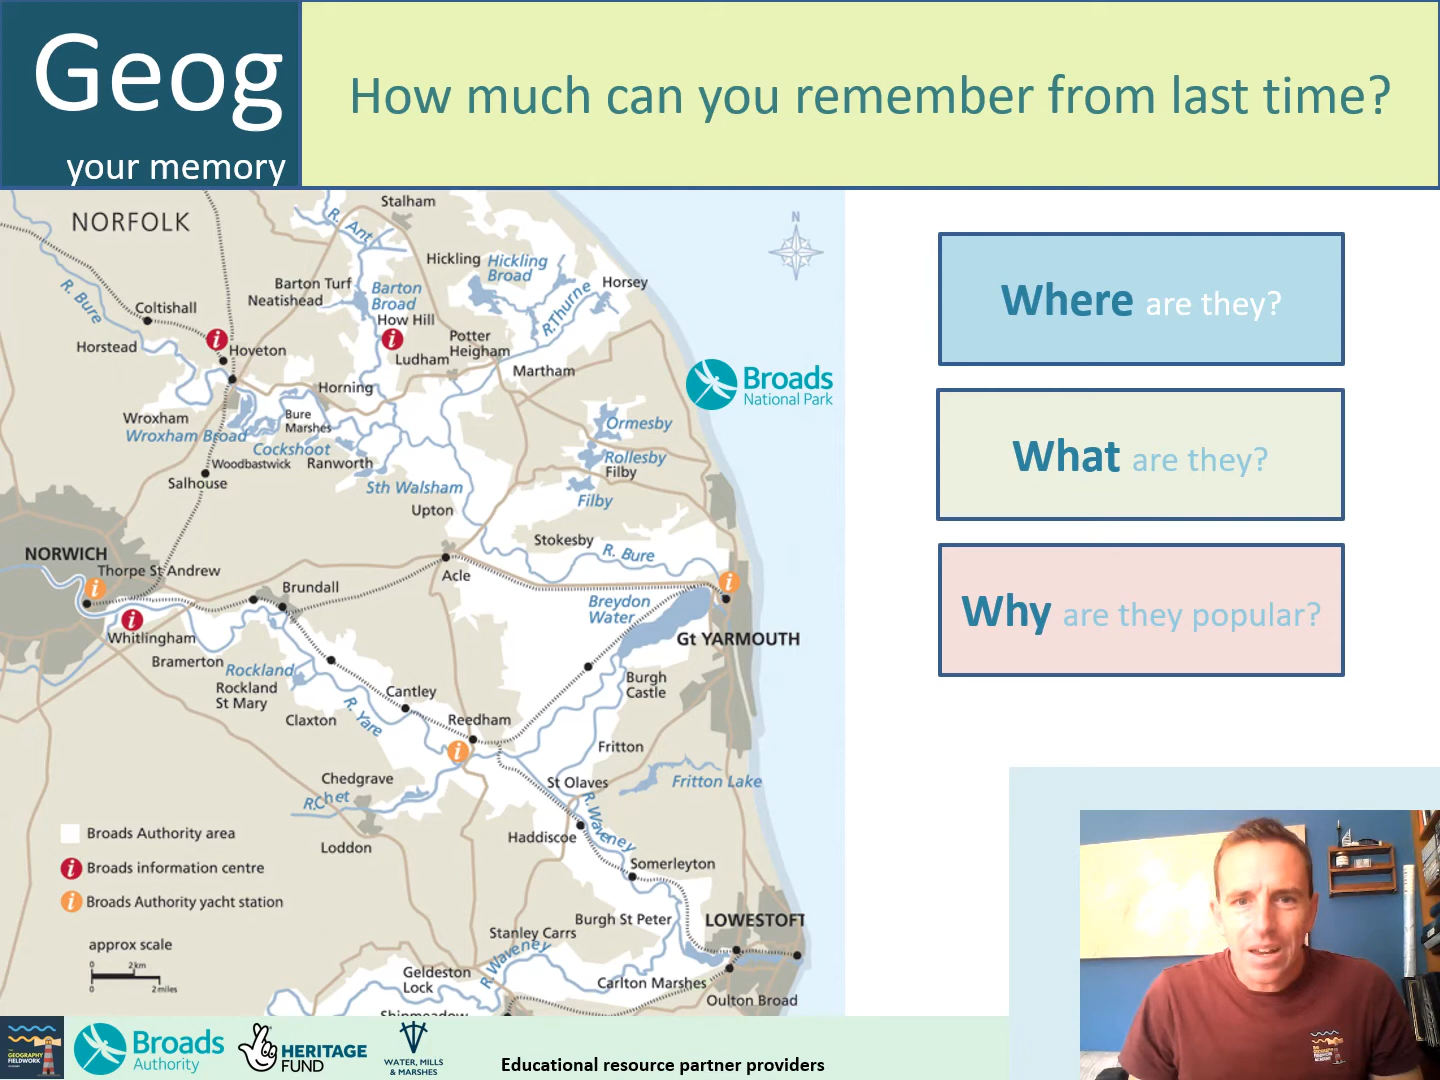 Geog
your memory
How much can you remember from last time?
NORFOLK
Stalham
R. Ant
N
Hickling
Hickling
Broad
Barton Turf
Neatishead
Barton
Broad
Horsey
R. Bure
Coltishall
How Hill
R.Thurne
Horstead
Hoveton
Potter
Heigham
Ludham
Martham
Broads
National Park
Horning
Wroxham
Wroxham Broad
Bure
Marshes
Ormesby
Cockshoot
Woodbastwick
Ranworth
Rollesby
Filby
Salhouse
Sth Walsham
Filby
Upton
NORWICH
Thorpe St Andrew
Stokesby
R. Bure
Brundall
Acle
Breydon
Water
Whitlingham
Gt YARMOUTH
Bramerton
Rockland
Rockland
St Mary
Burgh
Castle
Cantley
Claxton
R. Yare
Reedham
Fritton
Chedgrave
St Olaves
Fritton Lake
R.Chet
R.Waveney
Haddiscoe
Loddon
Somerleyton
Broads Authority area
Broads information centre
Broads Authority yacht station
Burgh St Peter
LOWESTOFT
Stanley Carrs
approx scale
0 2km
0 2miles
R. Waveney
Geldeston
Lock
Carlton Marshes
Oulton Broad
Shipmeadow
Where are they?
What are they?
Why are they popular?
THE
GEOGRAPHY
FIELDWORK
ACADEMY
Broads
Authority
HERITAGE
FUND
WATER, MILLS
& MARSHES
Educational resource partner providers